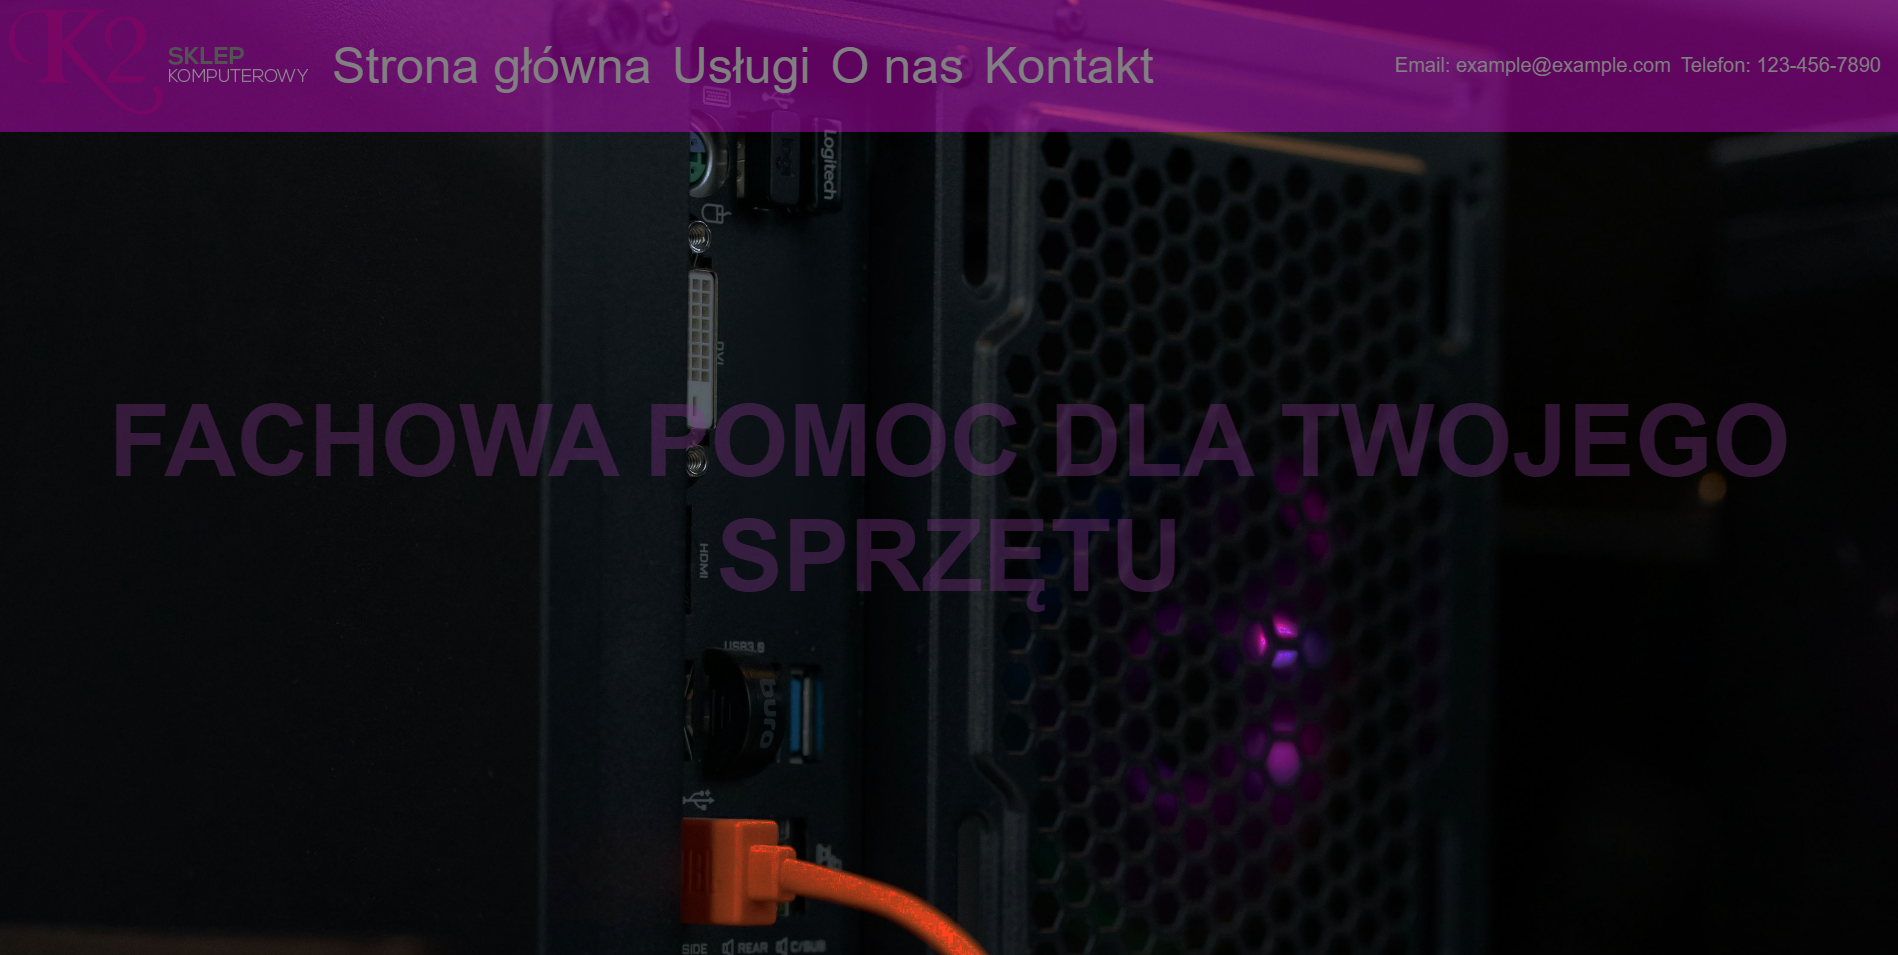 K2
SKLEP
KOMPUTEROWY
Strona główna Usługi O nas Kontakt
Email: example@example.com Telefon: 123-456-7890
Logitech
DVI
FACHOWA POMOC DLA TWOJEGO
SPRZĘTU
HDMI
USB3.0
buro
SIDE REAR C/SUB